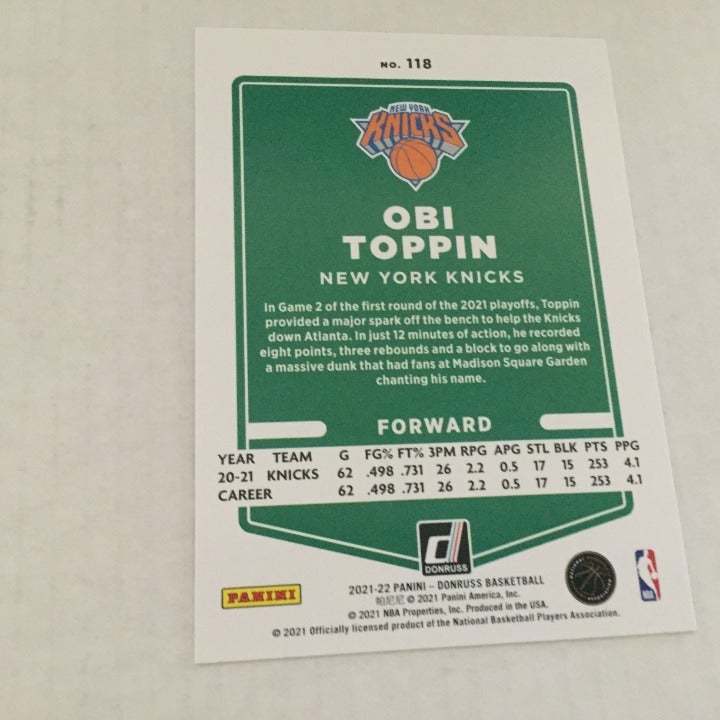 NO. 118
NEW YORK
KNICKS
OBI
TOPPIN
NEW YORK KNICKS
In Game 2 of the first round of the 2021 playoffs, Toppin
provided a major spark off the bench to help the Knicks
down Atlanta. In just 12 minutes of action, he recorded
eight points, three rebounds and a block to go along with
a massive dunk that had fans at Madison Square Garden
chanting his name.
FORWARD
YEAR TEAM G FG% FT% 3PM RPG APG STL BLK PTS PPG
20-21 KNICKS 62 .498 .731 26 2.2 0.5 17 15 253 4.1
CAREER 62 .498 .731 26 2.2 0.5 17 15 253 4.1
DONRUSS
PANINI
2021-22 PANINI – DONRUSS BASKETBALL
帕尼尼 © 2021 Panini America, Inc.
© 2021 NBA Properties, Inc. Produced in the USA.
© 2021 Officially licensed product of the National Basketball Players Association.